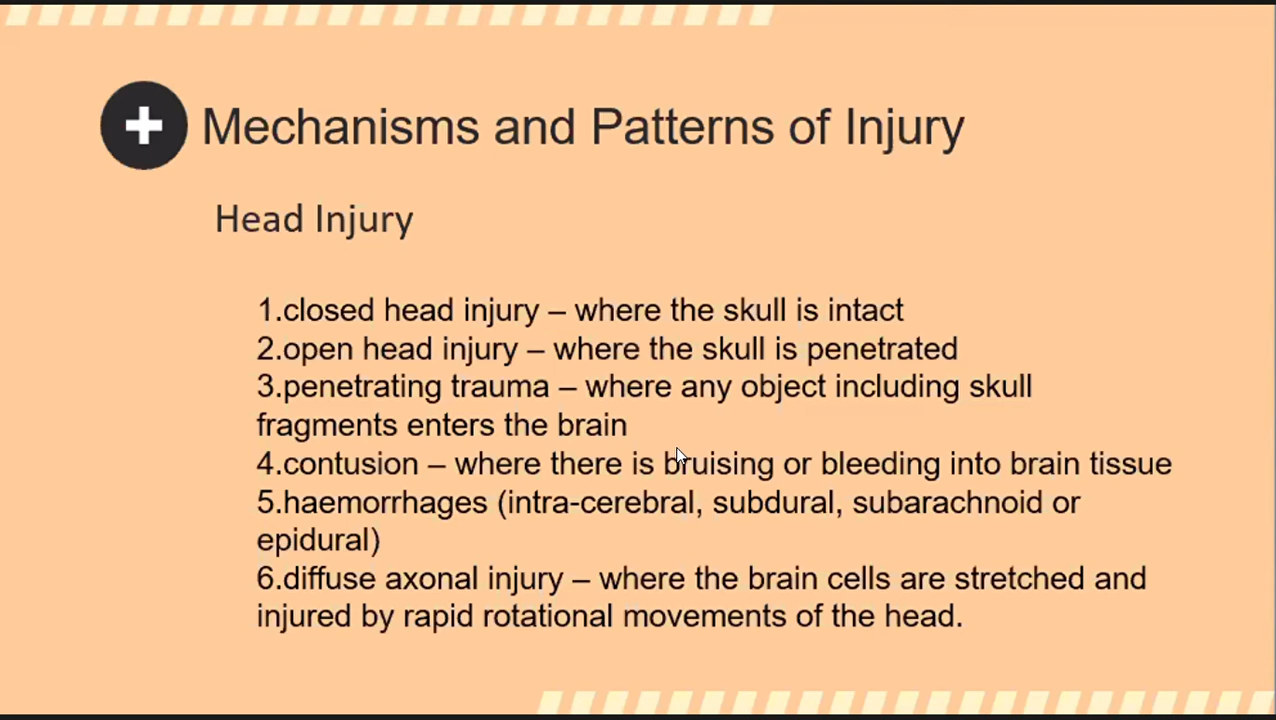 Mechanisms and Patterns of Injury
Head Injury
1.closed head injury – where the skull is intact
2.open head injury – where the skull is penetrated
3.penetrating trauma – where any object including skull
fragments enters the brain
4.contusion – where there is bruising or bleeding into brain tissue
5.haemorrhages (intra-cerebral, subdural, subarachnoid or
epidural)
6.diffuse axonal injury – where the brain cells are stretched and
injured by rapid rotational movements of the head.